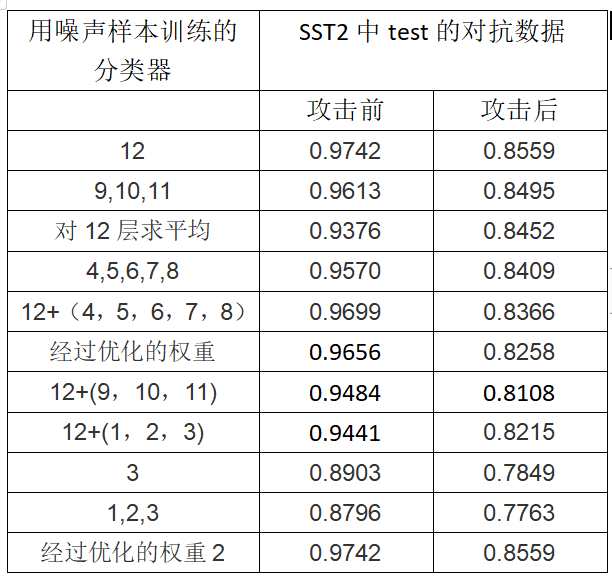 用噪声样本训练的 SST2 中 test 的对抗数据
分类器
攻击前 攻击后
12 0.9742 0.8559
9,10,11 0.9613 0.8495
对 12 层求平均 0.9376 0.8452
4,5,6,7,8 0.9570 0.8409
12+（4，5，6，7，8） 0.9699 0.8366
经过优化的权重 0.9656 0.8258
12+(9，10，11) 0.9484 0.8108
12+(1，2，3) 0.9441 0.8215
3 0.8903 0.7849
1,2,3 0.8796 0.7763
经过优化的权重 2 0.9742 0.8559